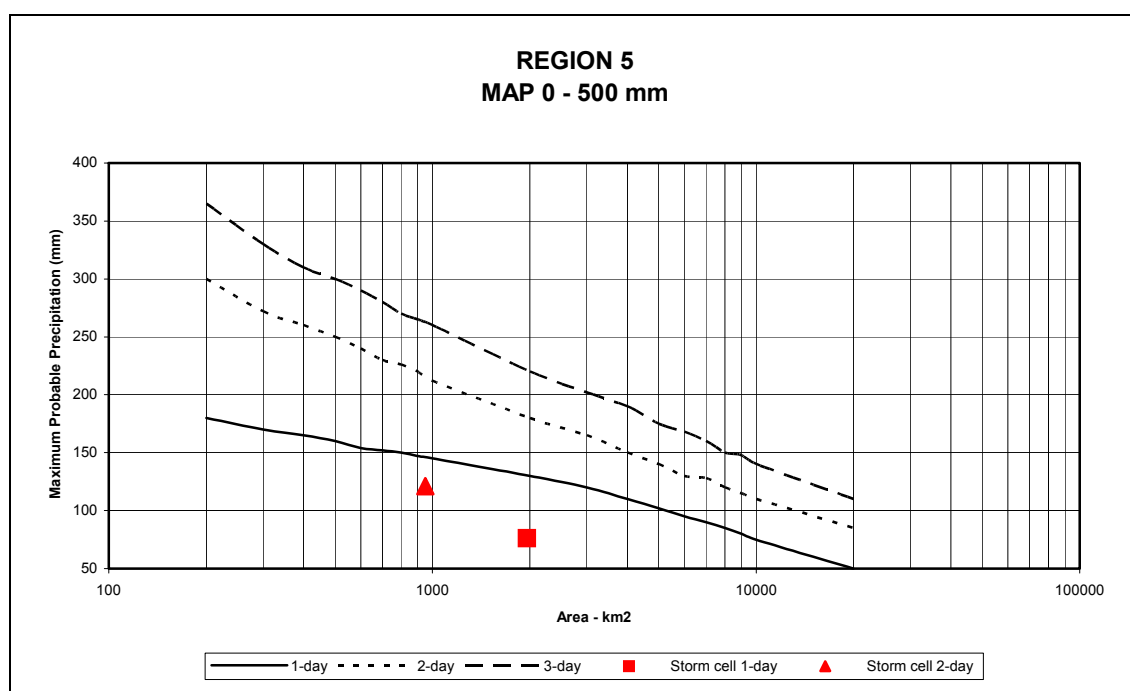 REGION 5
MAP 0 - 500 mm
Maximum Probable Precipitation (mm)
400
350
300
250
200
150
100
50
100 1000 10000 100000
Area - km2
1-day 2-day 3-day Storm cell 1-day Storm cell 2-day